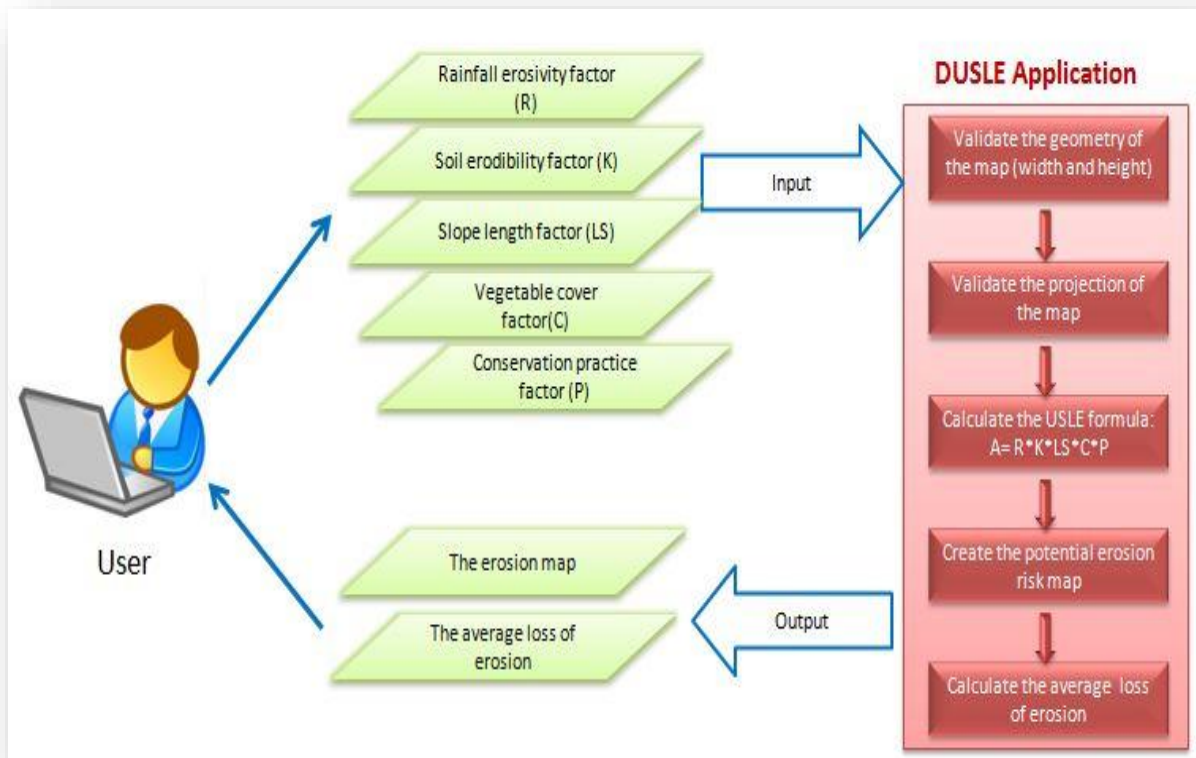 Rainfall erosivity factor
(R)
Soil erodibility factor (K)
Slope length factor (LS)
Vegetable cover
factor(C)
Conservation practice
factor (P)
Input
DUSLE Application
Validate the geometry of
the map (width and height)
Validate the projection of
the map
Calculate the USLE formula:
A= R*K*LS*C*P
Create the potential erosion
risk map
Calculate the average loss
of erosion
Output
The erosion map
The average loss of
erosion
User